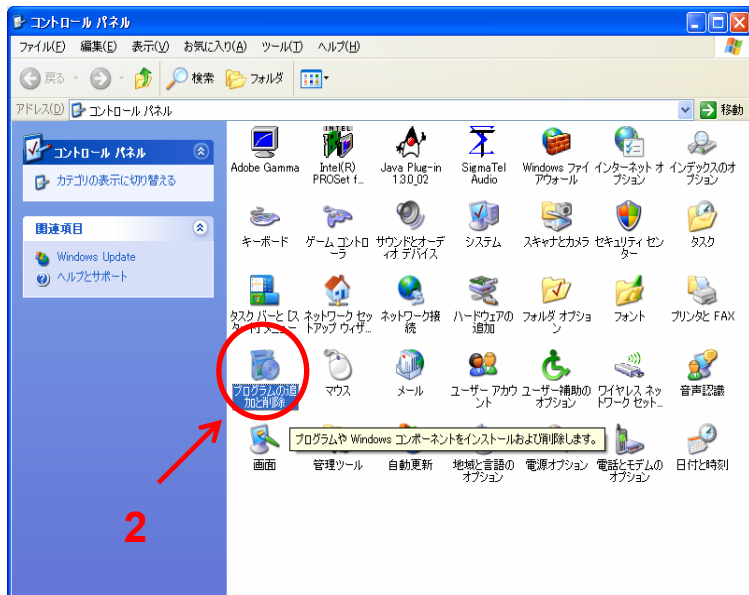 コントロール パネル
ファイル(F) 編集(E) 表示(V) お気に入り(A) ツール(T) ヘルプ(H)
戻る 検索 フォルダ
アドレス(D) コントロール パネル 移動
コントロール パネル
カテゴリの表示に切り替える
関連項目
Windows Update
ヘルプとサポート
Adobe Gamma
Intel(R)
PROSet f...
Java Plug-in
1.3.0_02
SigmaTel
Audio
Windows ファイ
アウォール
インターネット オ
プション
インデックスのオ
プション
キーボード
ゲーム コントロ
ーラ
サウンドとオーデ
ィオ デバイス
システム
スキャナとカメラ
セキュリティ セン
ター
タスク
タスク バーと [ス
タート] メニュー
ネットワーク セッ
トアップ ウィザ...
ネットワーク接
続
ハードウェアの
追加
フォルダ オプショ
ン
フォント
プリンタと FAX
プログラムの追
加と削除
マウス
メール
ユーザー アカウ
ント
ユーザー補助の
オプション
ワイヤレス ネッ
トワーク セット...
音声認識
プログラムや Windows コンポーネントをインストールおよび削除します。
画面
管理ツール
自動更新
地域と言語の
オプション
電源オプション
電話とモデムの
オプション
日付と時刻
2